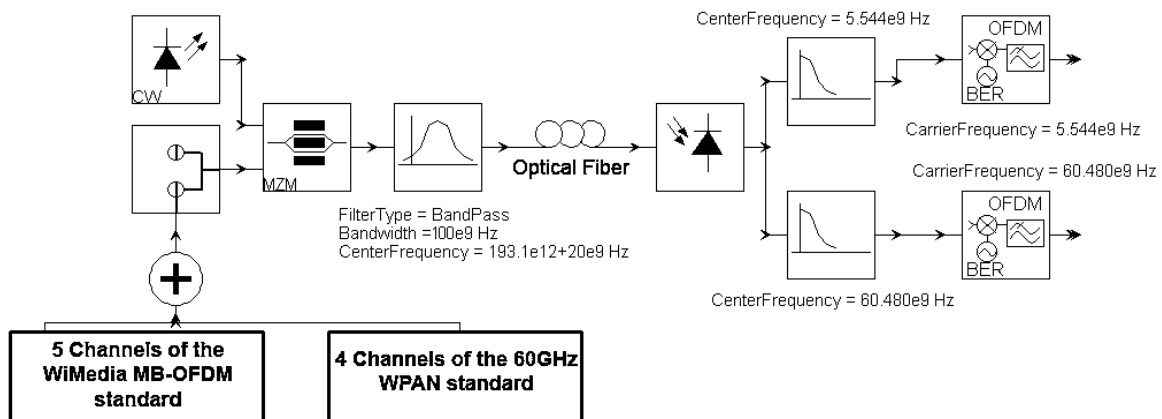 CenterFrequency = 5.544e9 Hz
OFDM
CW
BER
CarrierFrequency = 5.544e9 Hz
MZM
Optical Fiber
CarrierFrequency = 60.480e9 Hz
OFDM
FilterType = BandPass
Bandwidth =100e9 Hz
CenterFrequency = 193.1e12+20e9 Hz
BER
CenterFrequency = 60.480e9 Hz
5 Channels of the
WiMedia MB-OFDM
standard
4 Channels of the 60GHz
WPAN standard